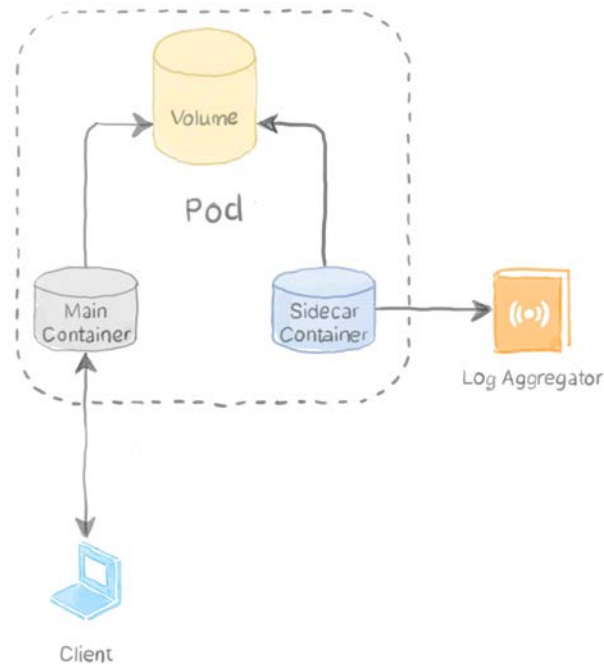 Volume
Pod
Main
Container
Sidecar
Container
Log Aggregator
Client